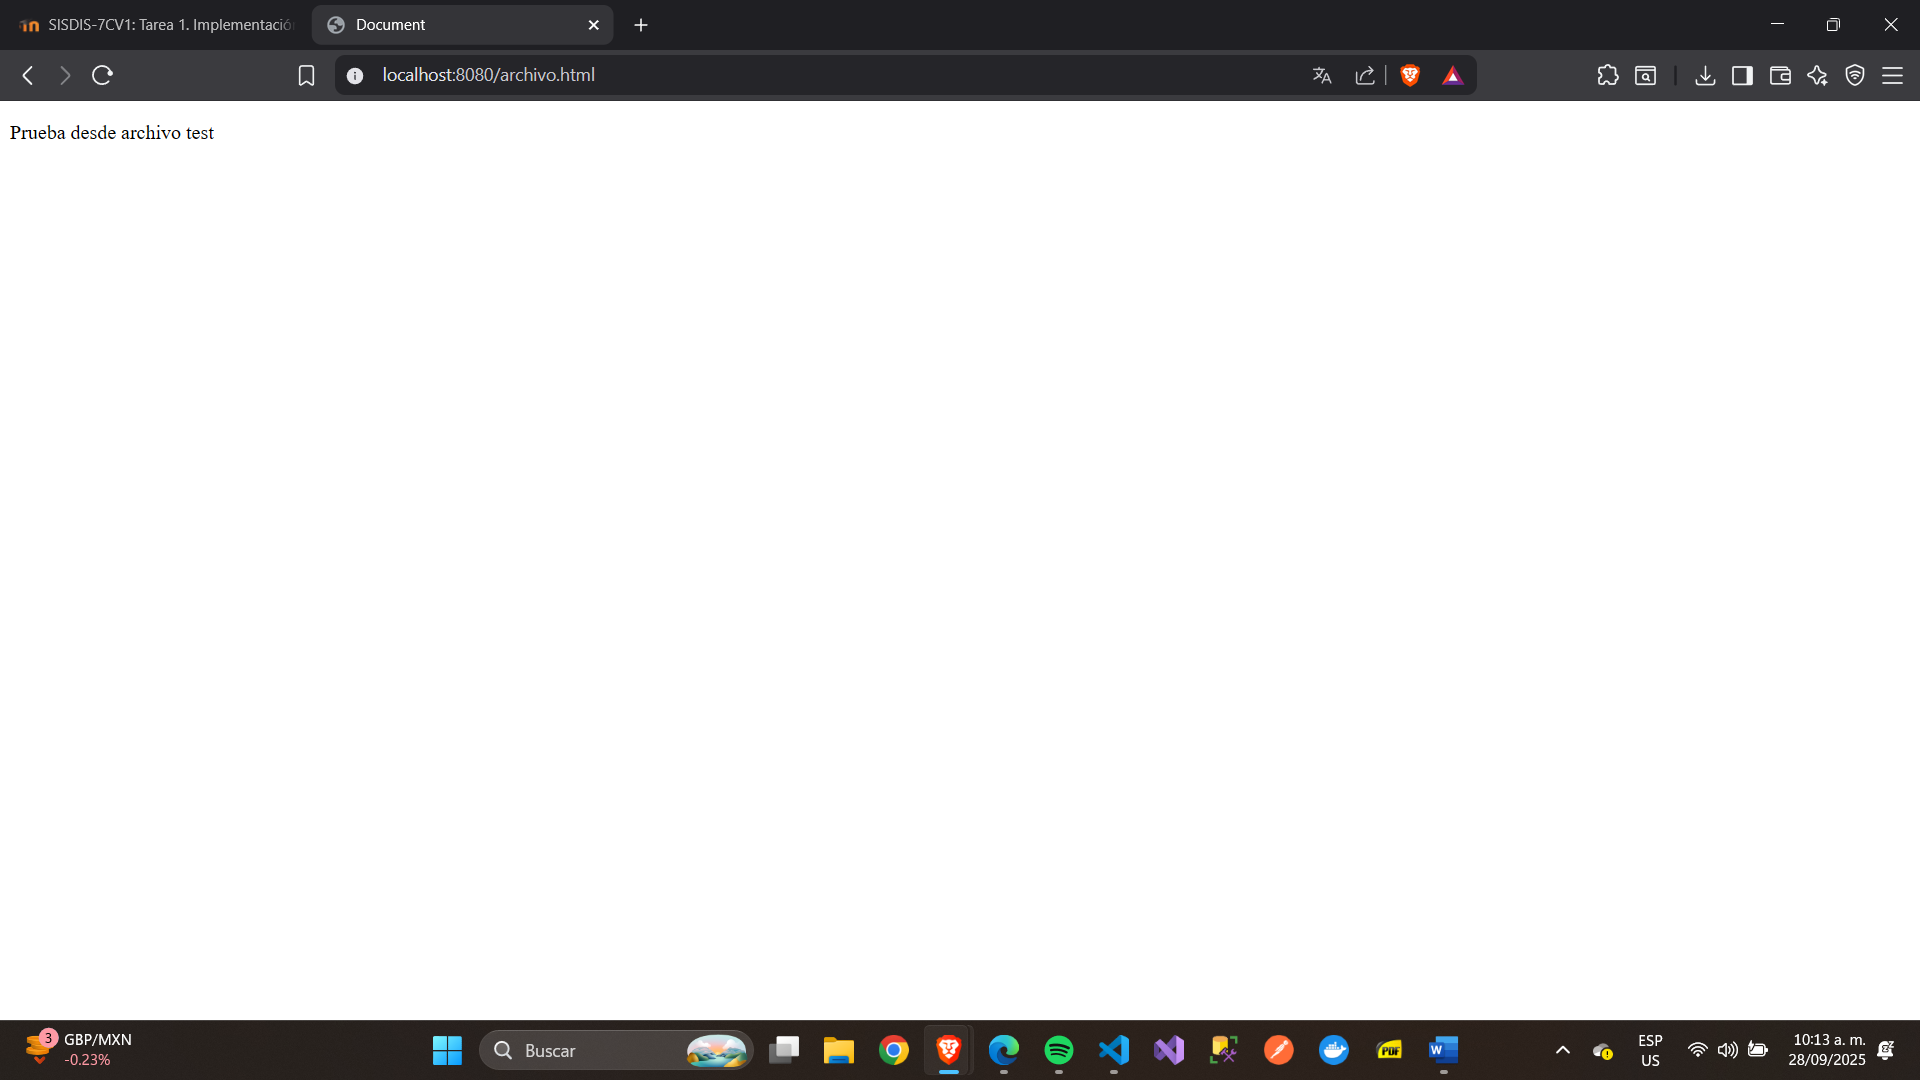 SISDIS-7CV1: Tarea 1. Implementació
Document
localhost:8080/archivo.html
Prueba desde archivo test
3
GBP/MXN
-0.23%
Buscar
PDF
W
ESP
US
10:13 a. m.
28/09/2025